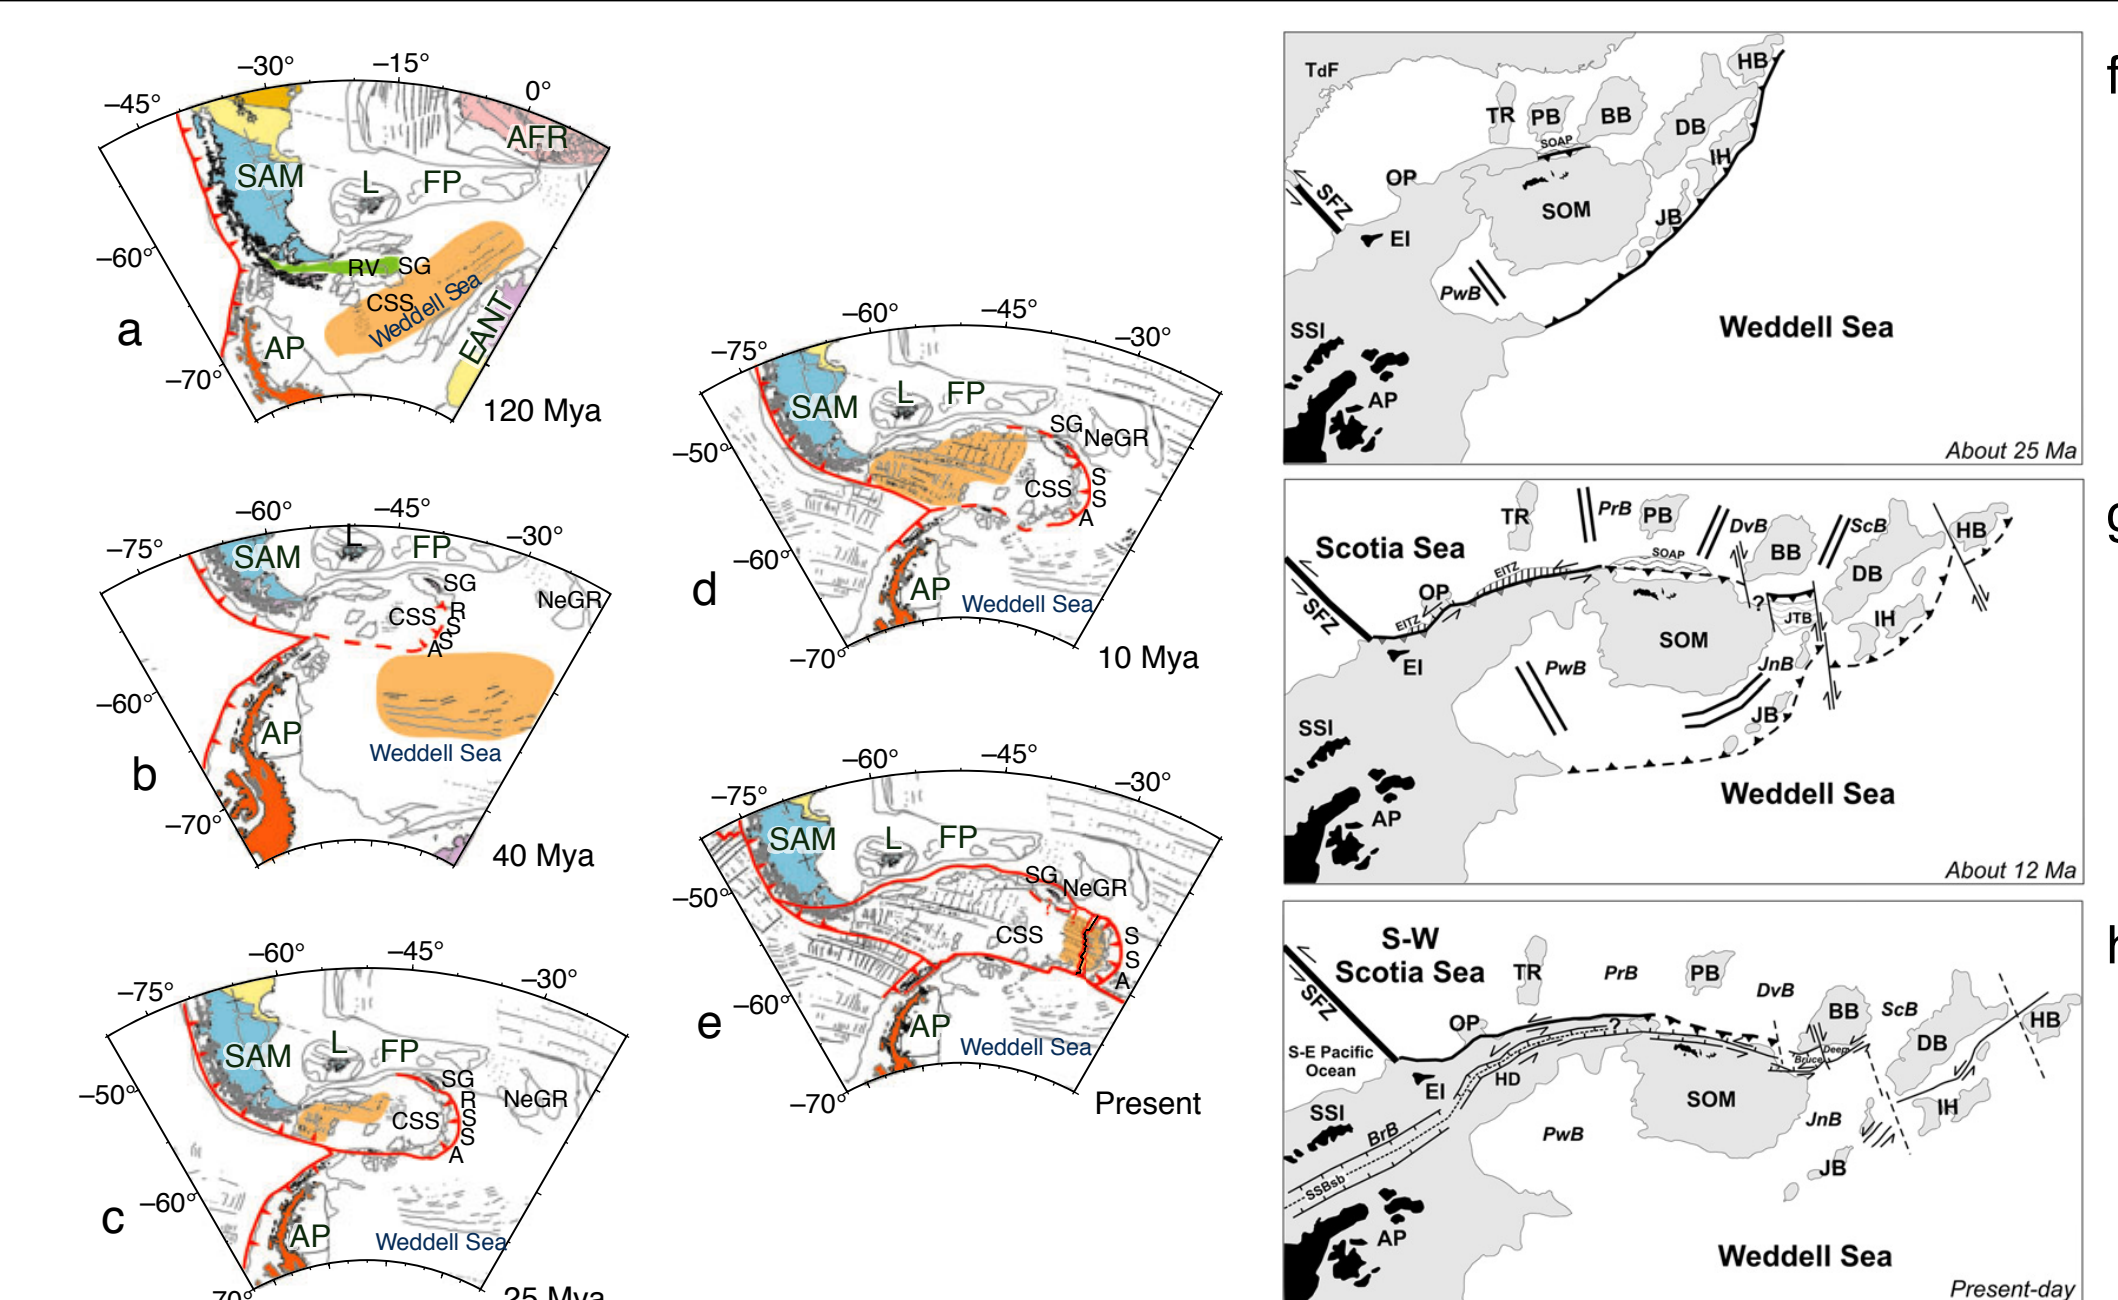 –30°
–15°
0°
–45°
AFR
SAM
L
FP
–60°
RV
SG
CSS
Weddell Sea
EANT
a
AP
–70°
120 Mya
–60°
–45°
–30°
–75°
SAM
L
FP
SG
NeGR
CSS
R
S
S
A
–60°
AP
Weddell Sea
b
–70°
40 Mya
–60°
–45°
–30°
–75°
SAM
L
FP
SG
R
S
S
A
NeGR
CSS
–50°
–60°
c
AP
Weddell Sea
70°
25 Mya
–60°
–45°
–30°
–75°
SAM
L
FP
SG
NeGR
–50°
CSS
S
S
A
–60°
d
AP
Weddell Sea
–70°
10 Mya
–60°
–45°
–30°
–75°
SAM
L
FP
SG
NeGR
–50°
CSS
S
S
A
–60°
e
AP
Weddell Sea
–70°
Present
f
TdF
HB
TR
PB
BB
DB
SOAP
IH
OP
SFZ
SOM
JB
EI
PwB
SSI
Weddell Sea
AP
About 25 Ma
g
TR
PrB
PB
DvB
ScB
HB
Scotia Sea
SOAP
BB
EITZ
DB
OP
SFZ
EITZ
?
JTB
IH
SOM
EI
PwB
JnB
SSI
JB
Weddell Sea
AP
About 12 Ma
h
S-W
Scotia Sea
TR
PrB
PB
DvB
SFZ
BB
ScB
HB
OP
?
DB
S-E Pacific
Ocean
Bruce
Deep
HD
EI
SOM
IH
SSI
BrB
PwB
JnB
SSBsb
JB
AP
Weddell Sea
Present-day